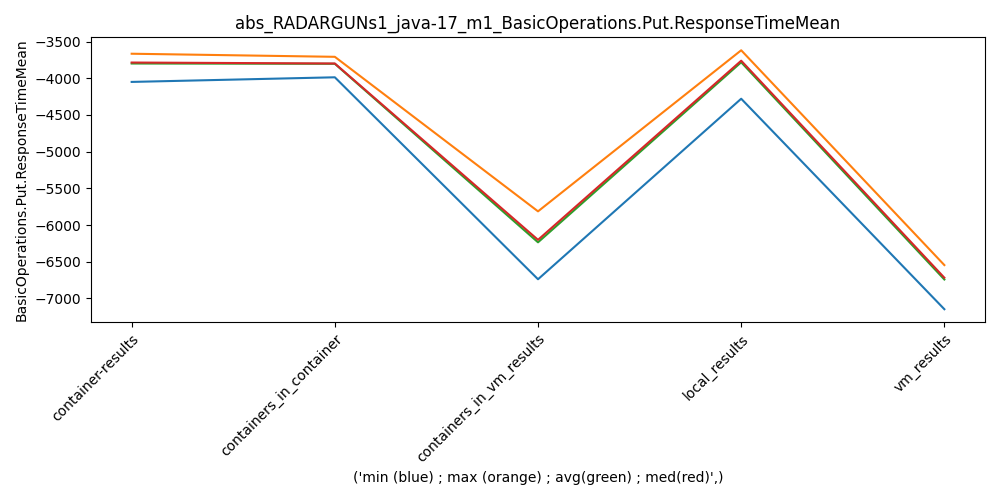 abs_RADARGUNs1_java-17_m1_BasicOperations.Put.ResponseTimeMean
BasicOperations.Put.ResponseTimeMean
−3500
−4000
−4500
−5000
−5500
−6000
−6500
−7000
container-results
containers_in_container
containers_in_vm_results
local_results
vm_results
('min (blue) ; max (orange) ; avg(green) ; med(red)',)